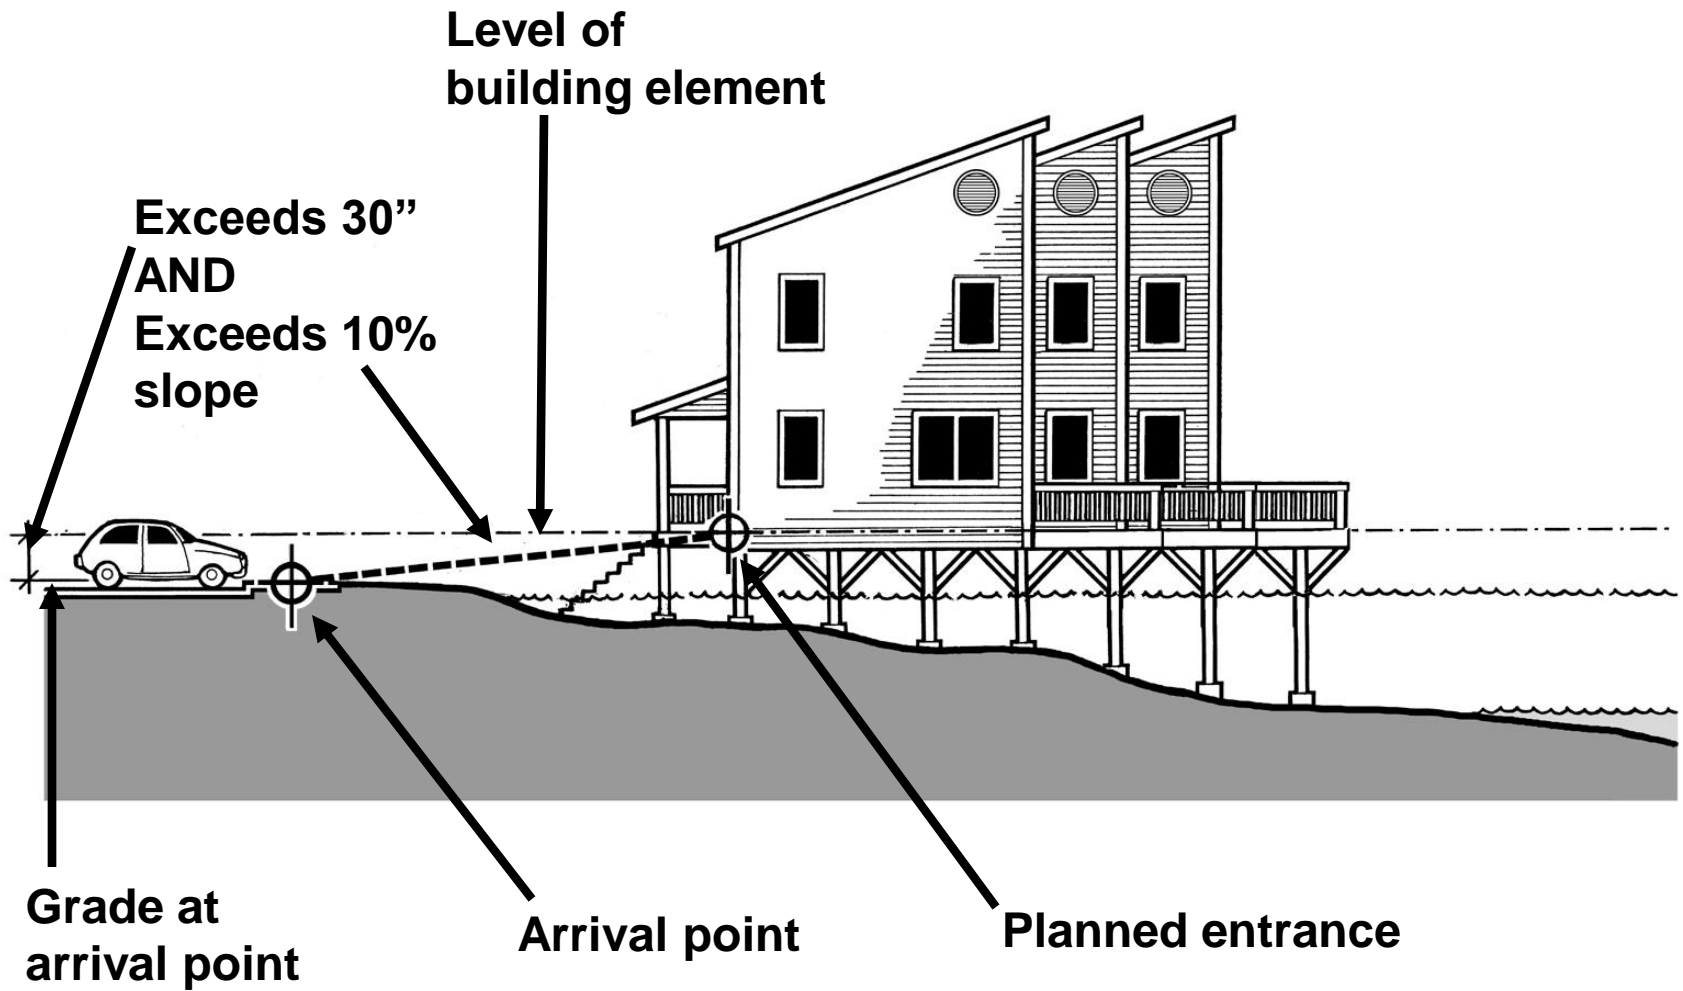 Level of
building element
Exceeds 30”
AND
Exceeds 10%
slope
Grade at
arrival point
Arrival point
Planned entrance